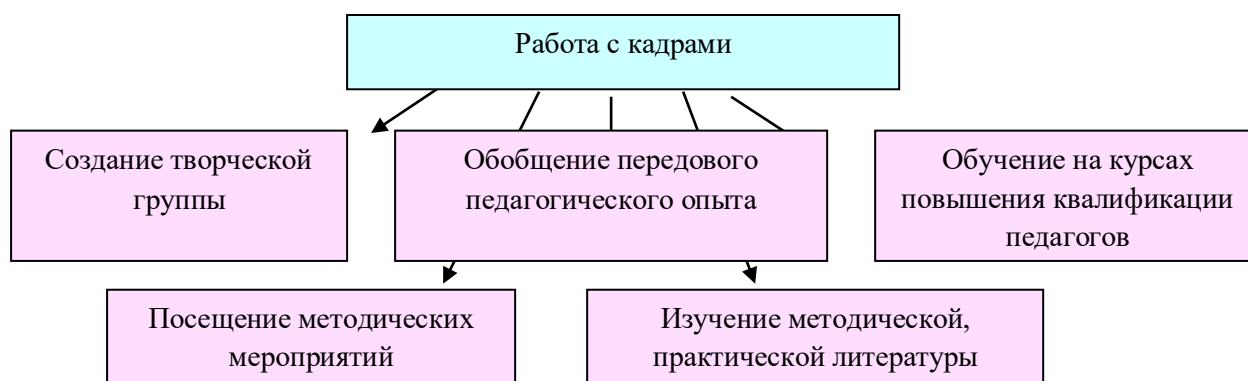 Работа с кадрами
Создание творческой
группы
Обобщение передового
педагогического опыта
Обучение на курсах
повышения квалификации
педагогов
Посещение методических
мероприятий
Изучение методической,
практической литературы